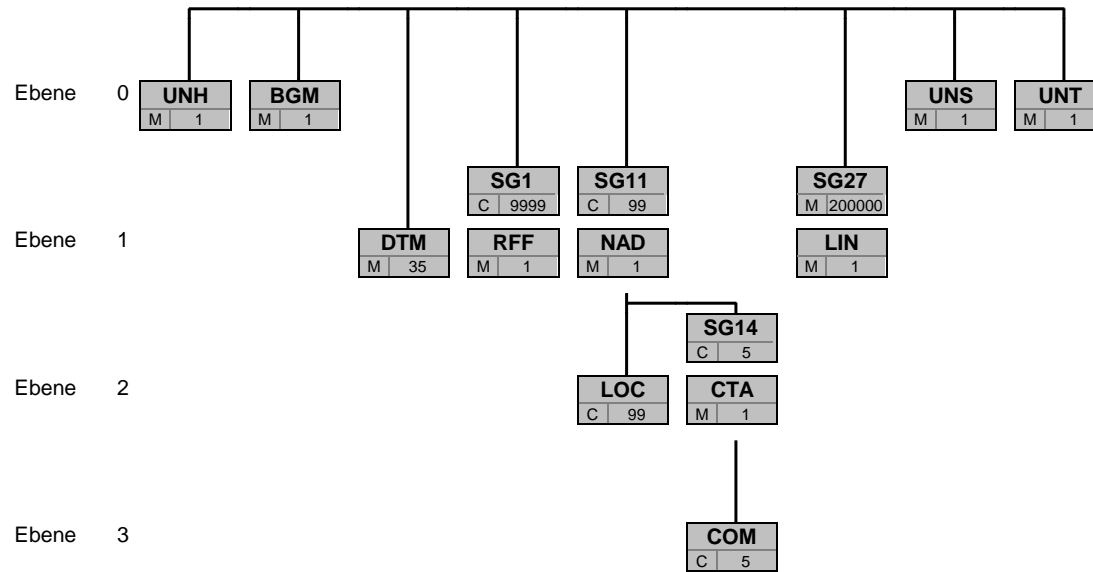 Ebene 0 UNH BGM UNS UNT
M 1 M 1 M 1 M 1
SG1 SG11 SG27
C 9999 C 99 M 200000
Ebene 1 DTM RFF NAD LIN
M 35 M 1 M 1 M 1
SG14
C 5
Ebene 2 LOC CTA
C 99 M 1
Ebene 3 COM
C 5